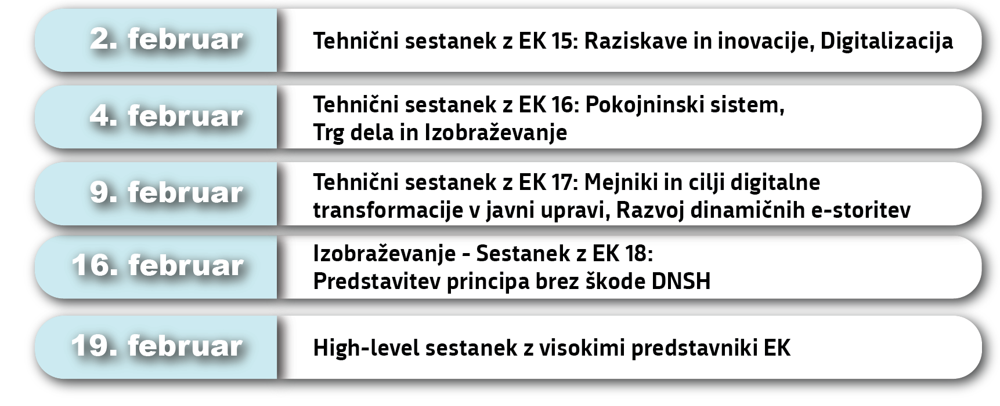 2. februar
Tehnični sestanek z EK 15: Raziskave in inovacije, Digitalizacija
4. februar
Tehnični sestanek z EK 16: Pokojninski sistem,
Trg dela in Izobraževanje
9. februar
Tehnični sestanek z EK 17: Mejniki in cilji digitalne
transformacije v javni upravi, Razvoj dinamičnih e-storitev
16. februar
Izobraževanje - Sestanek z EK 18:
Predstavitev principa brez škode DNSH
19. februar
High-level sestanek z visokimi predstavniki EK